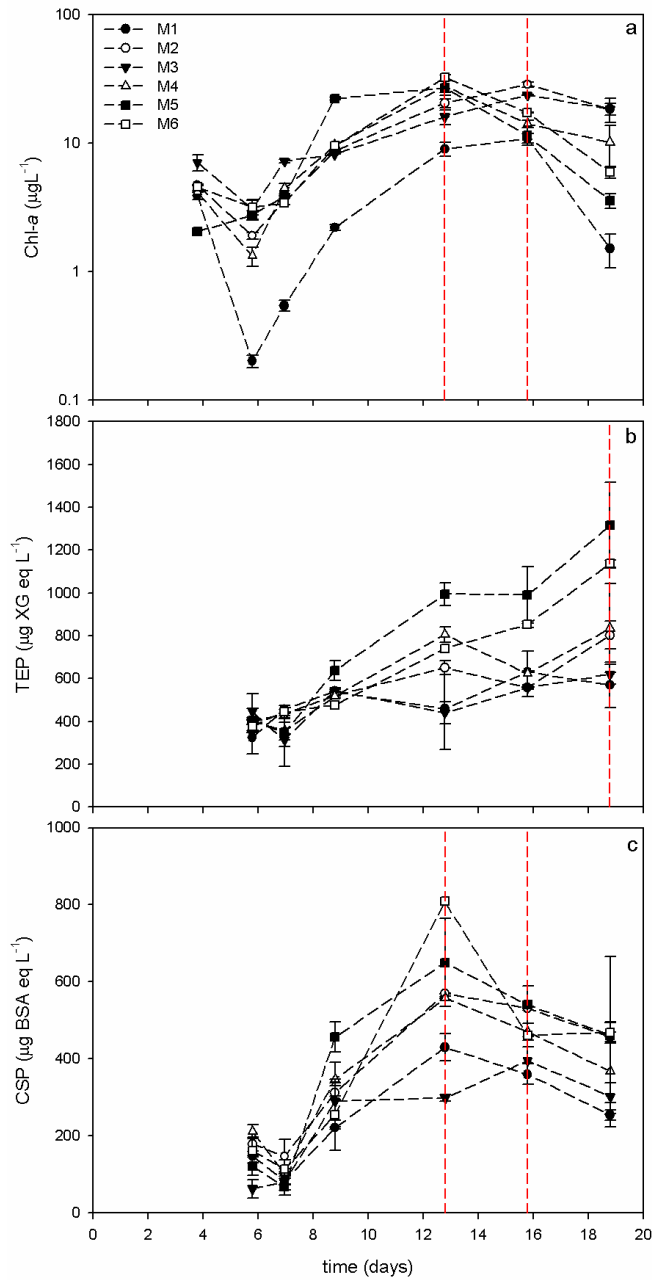 a
M1
M2
M3
M4
M5
M6
100
10
1
0.1
Chl-a (μgL⁻¹)
b
1800
1600
1400
1200
1000
800
600
400
200
0
TEP (μg XG eq L⁻¹)
c
1000
800
600
400
200
0
CSP (μg BSA eq L⁻¹)
0 2 4 6 8 10 12 14 16 18 20
time (days)